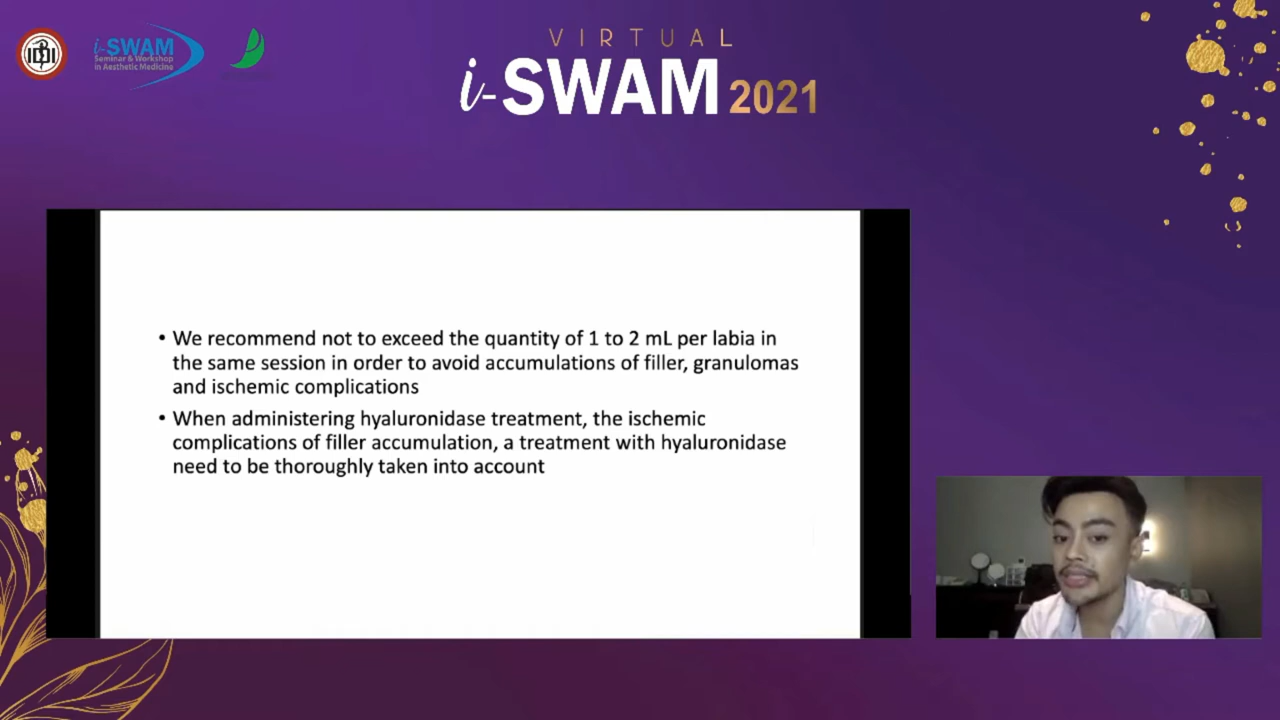 i-SWAM
Seminar & Workshop
in Aesthetic Medicine
VIRTUAL
i-SWAM 2021
• We recommend not to exceed the quantity of 1 to 2 mL per labia in
the same session in order to avoid accumulations of filler, granulomas
and ischemic complications
• When administering hyaluronidase treatment, the ischemic
complications of filler accumulation, a treatment with hyaluronidase
need to be thoroughly taken into account